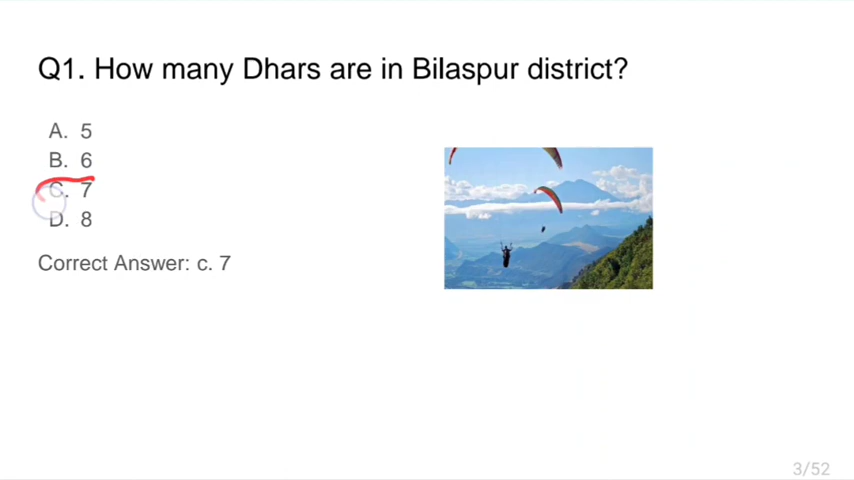 Q1. How many Dhars are in Bilaspur district?
A. 5
B. 6
C. 7
D. 8
Correct Answer: c. 7
3/52